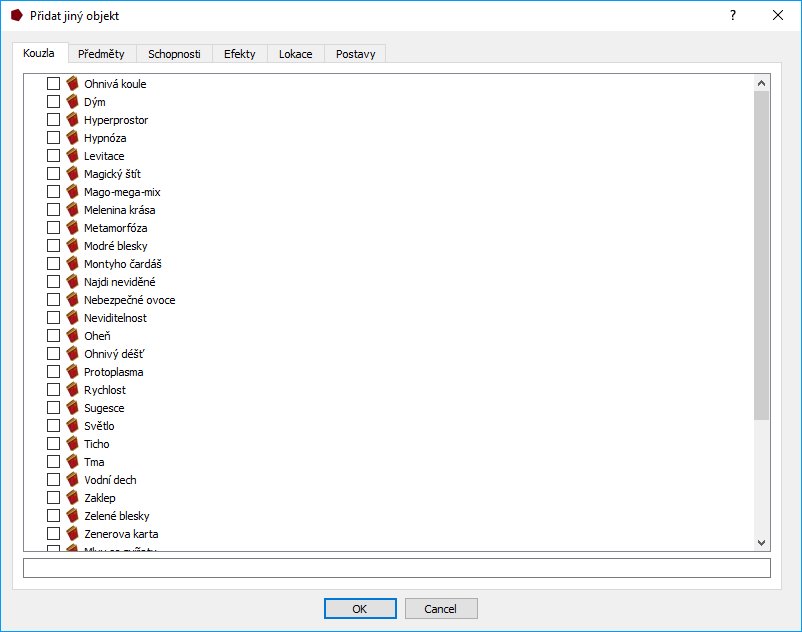 Přidat jiný objekt
?
Kouzla Předměty Schopnosti Efekty Lokace Postavy
Ohnivá koule
Dým
Hyperprostor
Hypnóza
Levitace
Magický štít
Mago-mega-mix
Melenina krása
Metamorfóza
Modré blesky
Montyho čardáš
Najdi neviděné
Nebezpečné ovoce
Neviditelnost
Oheň
Ohnivý déšť
Protoplasma
Rychlost
Sugesce
Světlo
Ticho
Tma
Vodní dech
Zaklep
Zelené blesky
Zenerova karta
OK Cancel